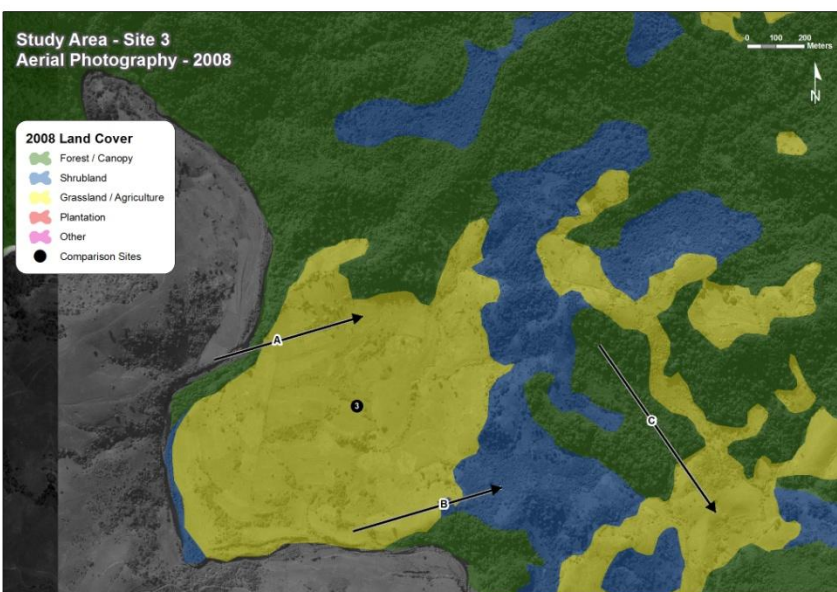 Study Area - Site 3
Aerial Photography - 2008
0 100 200
Meters
N
2008 Land Cover
Forest / Canopy
Shrubland
Grassland / Agriculture
Plantation
Other
Comparison Sites
A
3
B
C